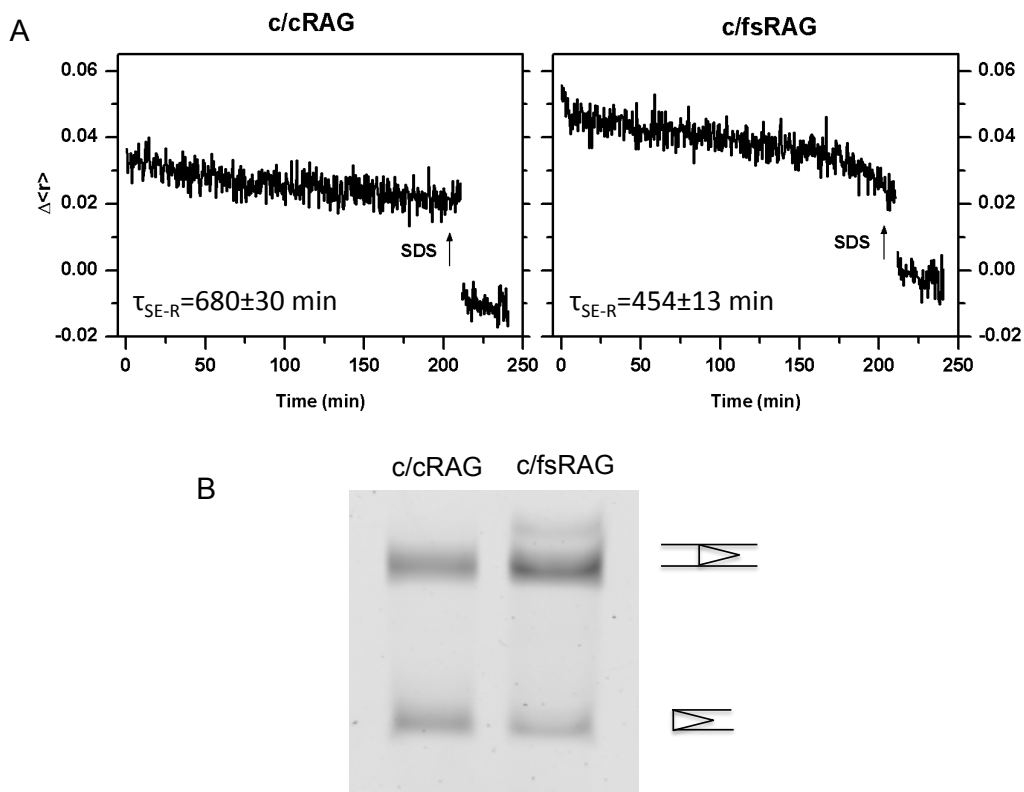 A
c/cRAG
c/fsRAG
0.06
0.04
0.02
0.00
-0.02
Δ<r>
SDS
τSE-R=680±30 min
0
50
100
150
200
250
Time (min)
SDS
τSE-R=454±13 min
0.06
0.04
0.02
0.00
-0.02
0
50
100
150
200
250
Time (min)
B
c/cRAG
c/fsRAG